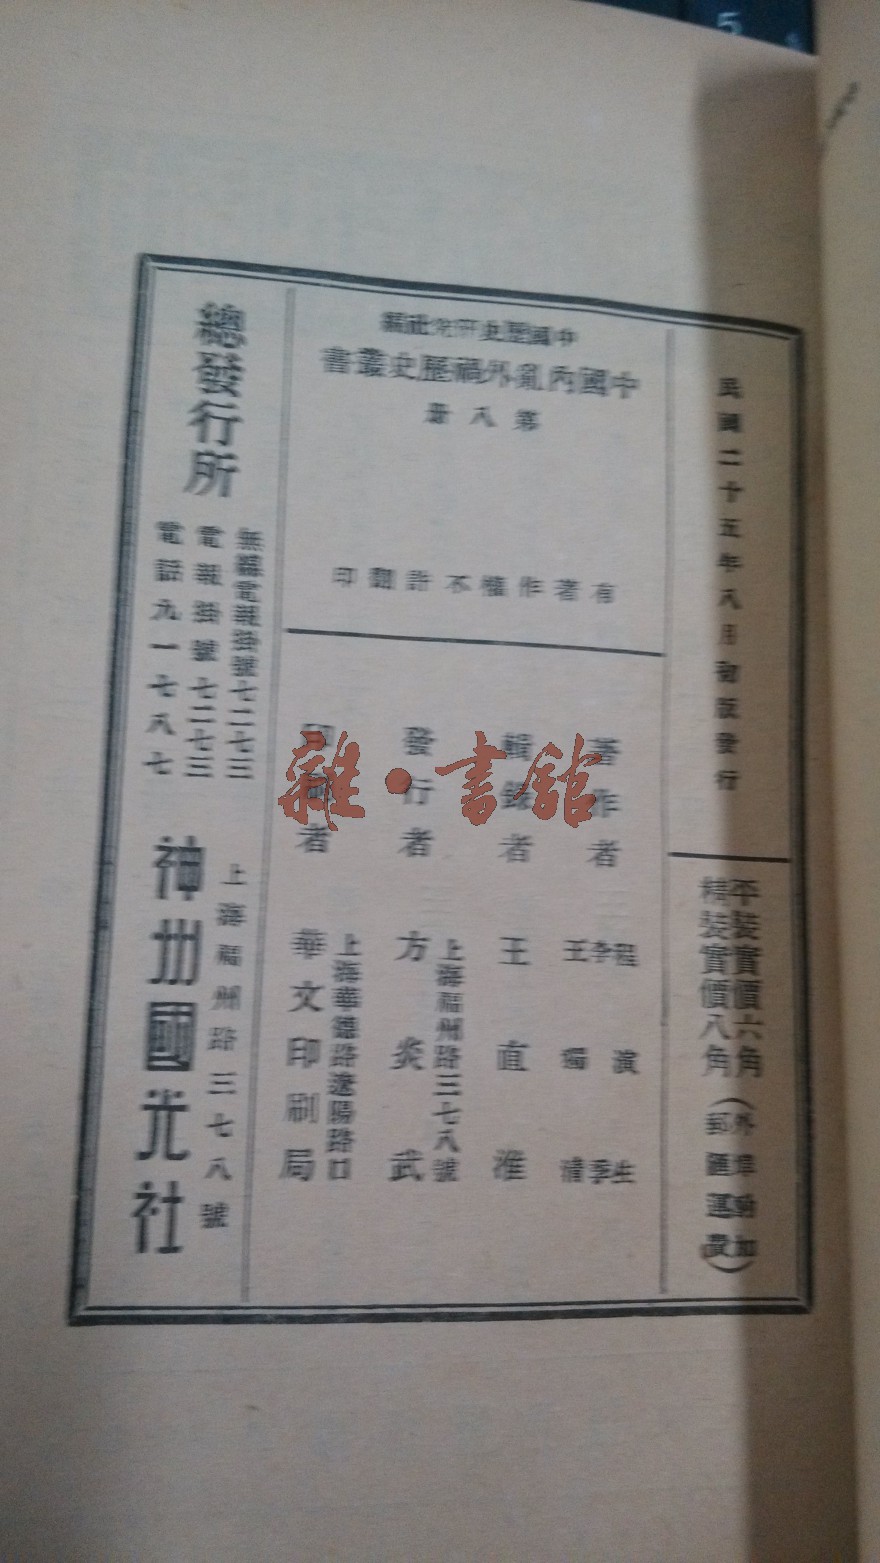 民國二十五年八月初版發行
平裝實價六角
精裝實價八角
(外埠酌加
郵匯運費)
中國歷史研究社編
中國內亂外禍歷史叢書
第八冊
有著作權不許翻印
著作者 程演生 李季 王獨清
輯錄者 王直淮
發行者 方炎武
上海福州路三七八號
印刷者 華文印刷局
上海華德路遼陽路口
總發行所
無線電報掛號七二七三
電報掛號七二七三
電話九一七八七
上海福州路三七八號
神州國光社
雜·書館
5